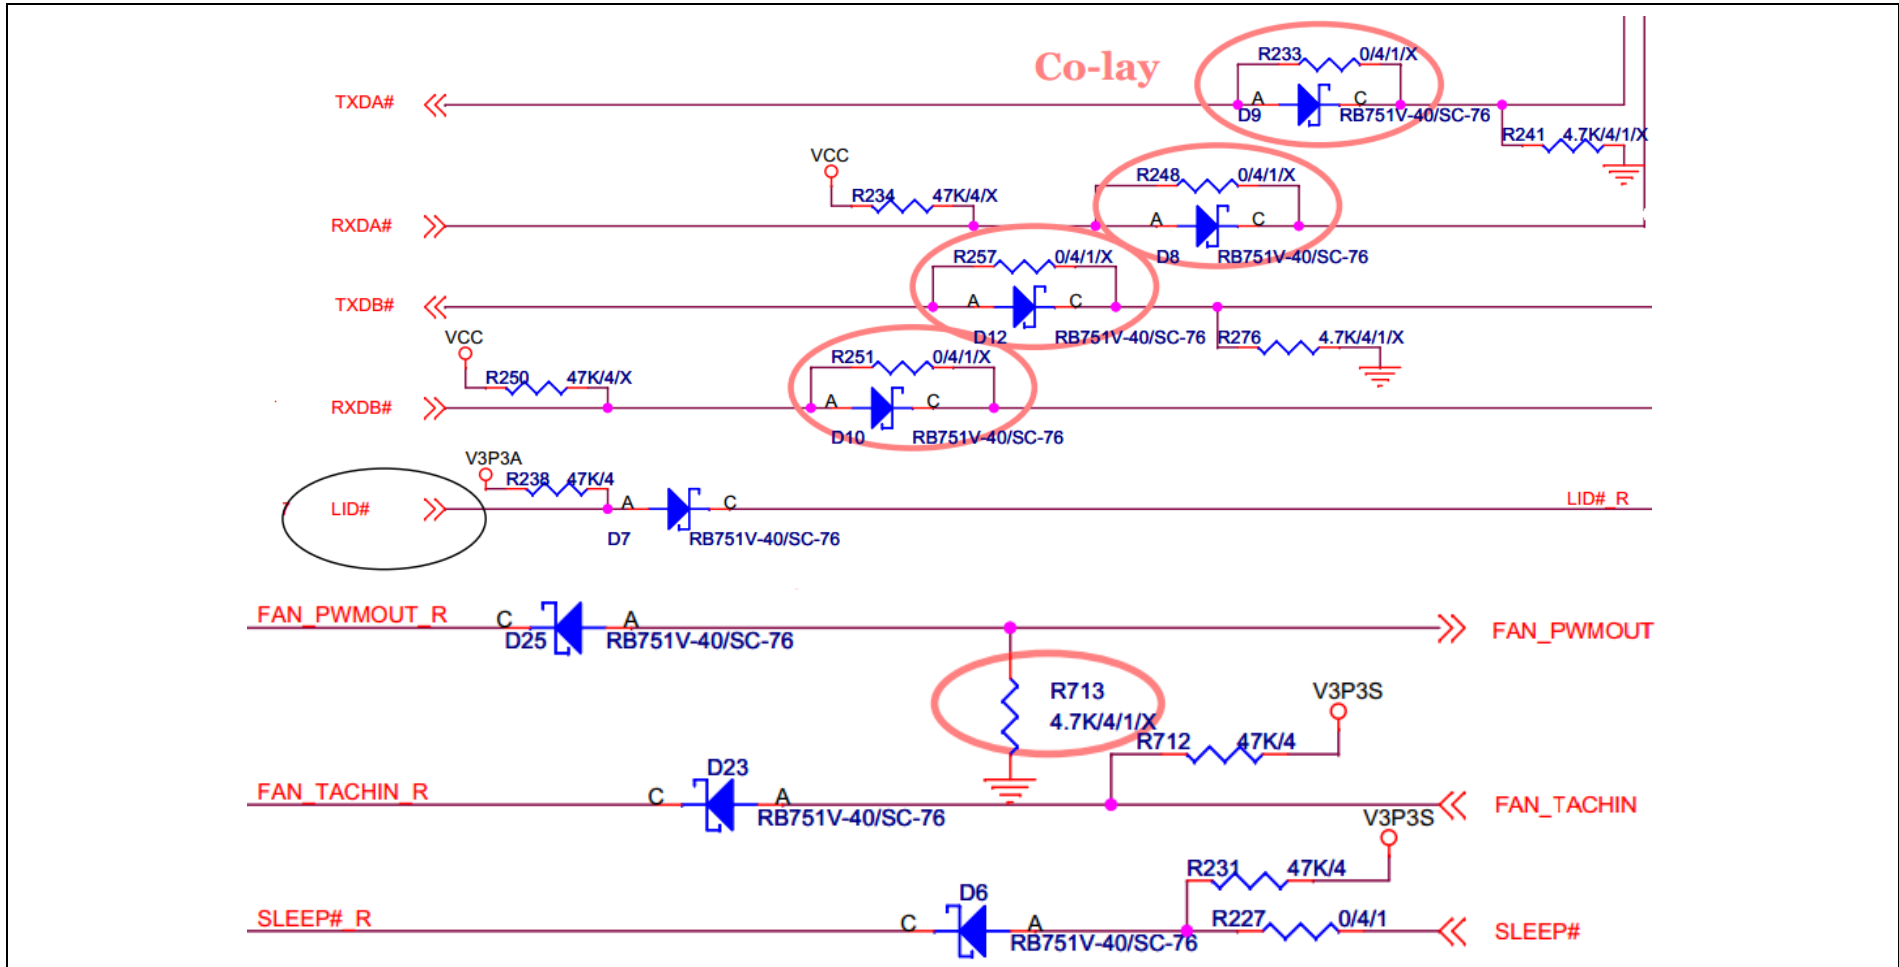 Co-lay
R233 0/4/1/X
TXDA# A C
D9 RB751V-40/SC-76
R241 4.7K/4/1/X
VCC
R248 0/4/1/X
R234 47K/4/X
RXDA# A C
D8 RB751V-40/SC-76
R257 0/4/1/X
TXDB# A C
D12 RB751V-40/SC-76
R276 4.7K/4/1/X
VCC
R251 0/4/1/X
R250 47K/4/X
RXDB# A C
D10 RB751V-40/SC-76
V3P3A
R238 47K/4
LID# A C LID#_R
D7 RB751V-40/SC-76
FAN_PWMOUT_R C A FAN_PWMOUT
D25 RB751V-40/SC-76
R713
4.7K/4/1/X
V3P3S
R712 47K/4
D23
FAN_TACHIN_R C A FAN_TACHIN
RB751V-40/SC-76
V3P3S
R231 47K/4
D6
SLEEP#_R C A R227 0/4/1 SLEEP#
RB751V-40/SC-76